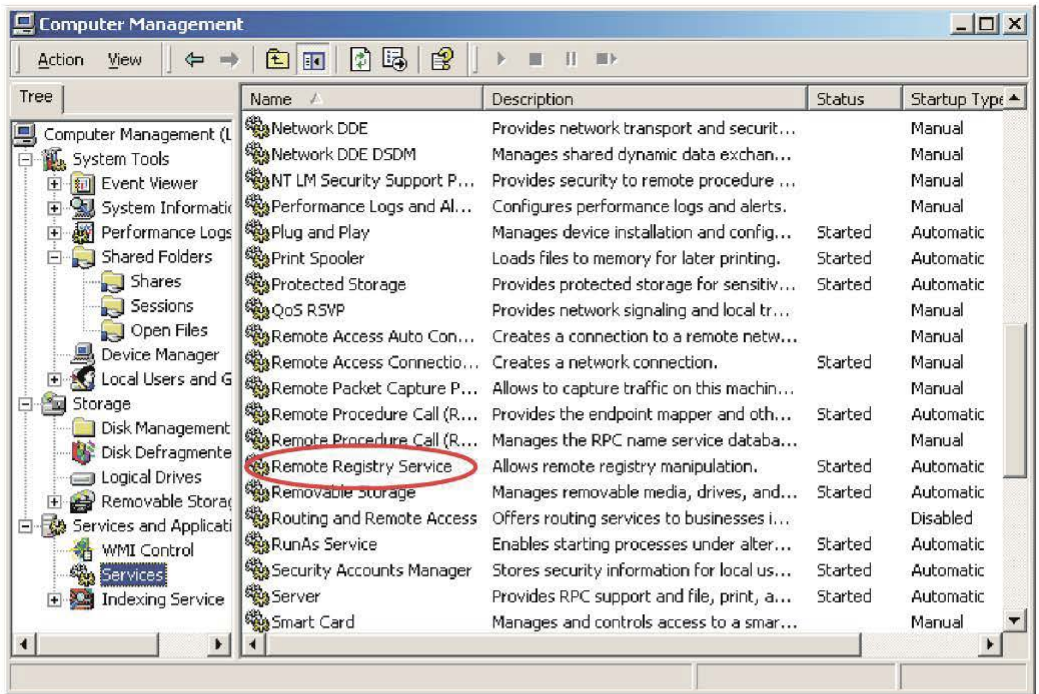 Computer Management
Action View
Tree
Computer Management (L
System Tools
Event Viewer
System Informatic
Performance Logs
Shared Folders
Shares
Sessions
Open Files
Device Manager
Local Users and G
Storage
Disk Management
Disk Defragmente
Logical Drives
Removable Storag
Services and Applicati
WMI Control
Services
Indexing Service
Name Description Status Startup Type
Network DDE Provides network transport and securit... Manual
Network DDE DSDM Manages shared dynamic data exchan... Manual
NT LM Security Support P... Provides security to remote procedure ... Manual
Performance Logs and Al... Configures performance logs and alerts. Manual
Plug and Play Manages device installation and config... Started Automatic
Print Spooler Loads files to memory for later printing. Started Automatic
Protected Storage Provides protected storage for sensitiv... Started Automatic
QoS RSVP Provides network signaling and local tr... Manual
Remote Access Auto Con... Creates a connection to a remote netw... Manual
Remote Access Connectio... Creates a network connection. Started Manual
Remote Packet Capture P... Allows to capture traffic on this machin... Manual
Remote Procedure Call (R... Provides the endpoint mapper and oth... Started Automatic
Remote Procedure Call (R... Manages the RPC name service databa... Manual
Remote Registry Service Allows remote registry manipulation. Started Automatic
Removable Storage Manages removable media, drives, and... Started Automatic
Routing and Remote Access Offers routing services to businesses i... Disabled
RunAs Service Enables starting processes under alter... Started Automatic
Security Accounts Manager Stores security information for local us... Started Automatic
Server Provides RPC support and file, print, a... Started Automatic
Smart Card Manages and controls access to a smar... Manual